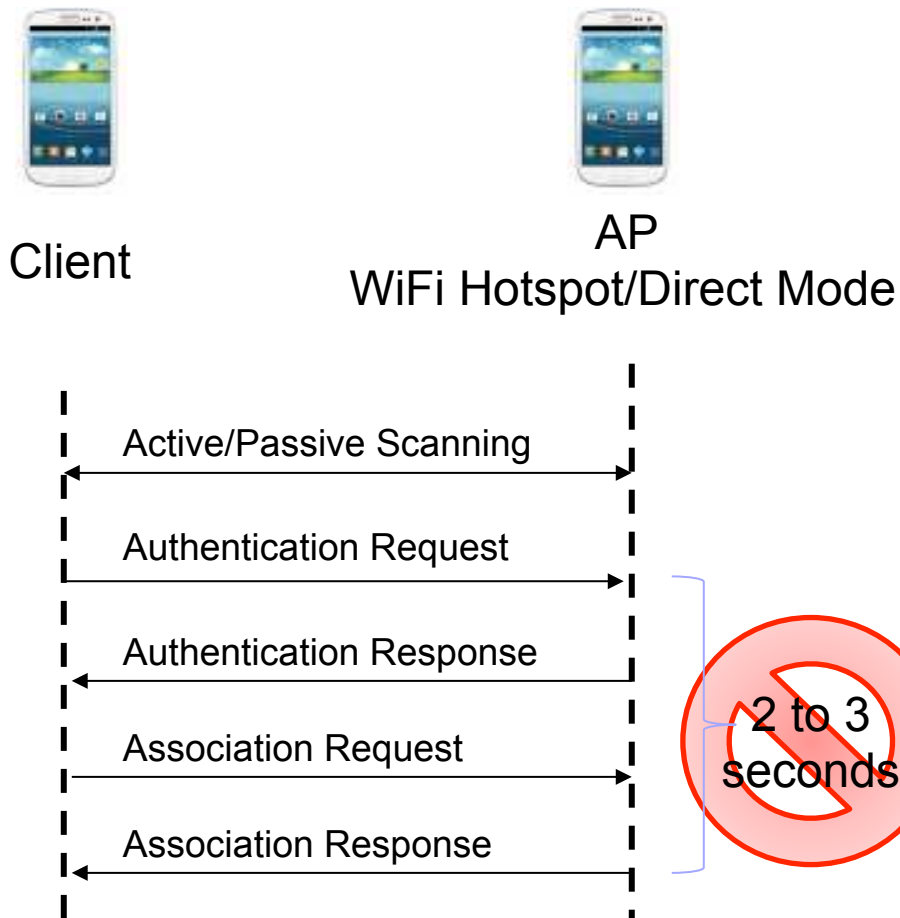 Client
AP
WiFi Hotspot/Direct Mode
Active/Passive Scanning
Authentication Request
Authentication Response
Association Request
Association Response
2 to 3
seconds